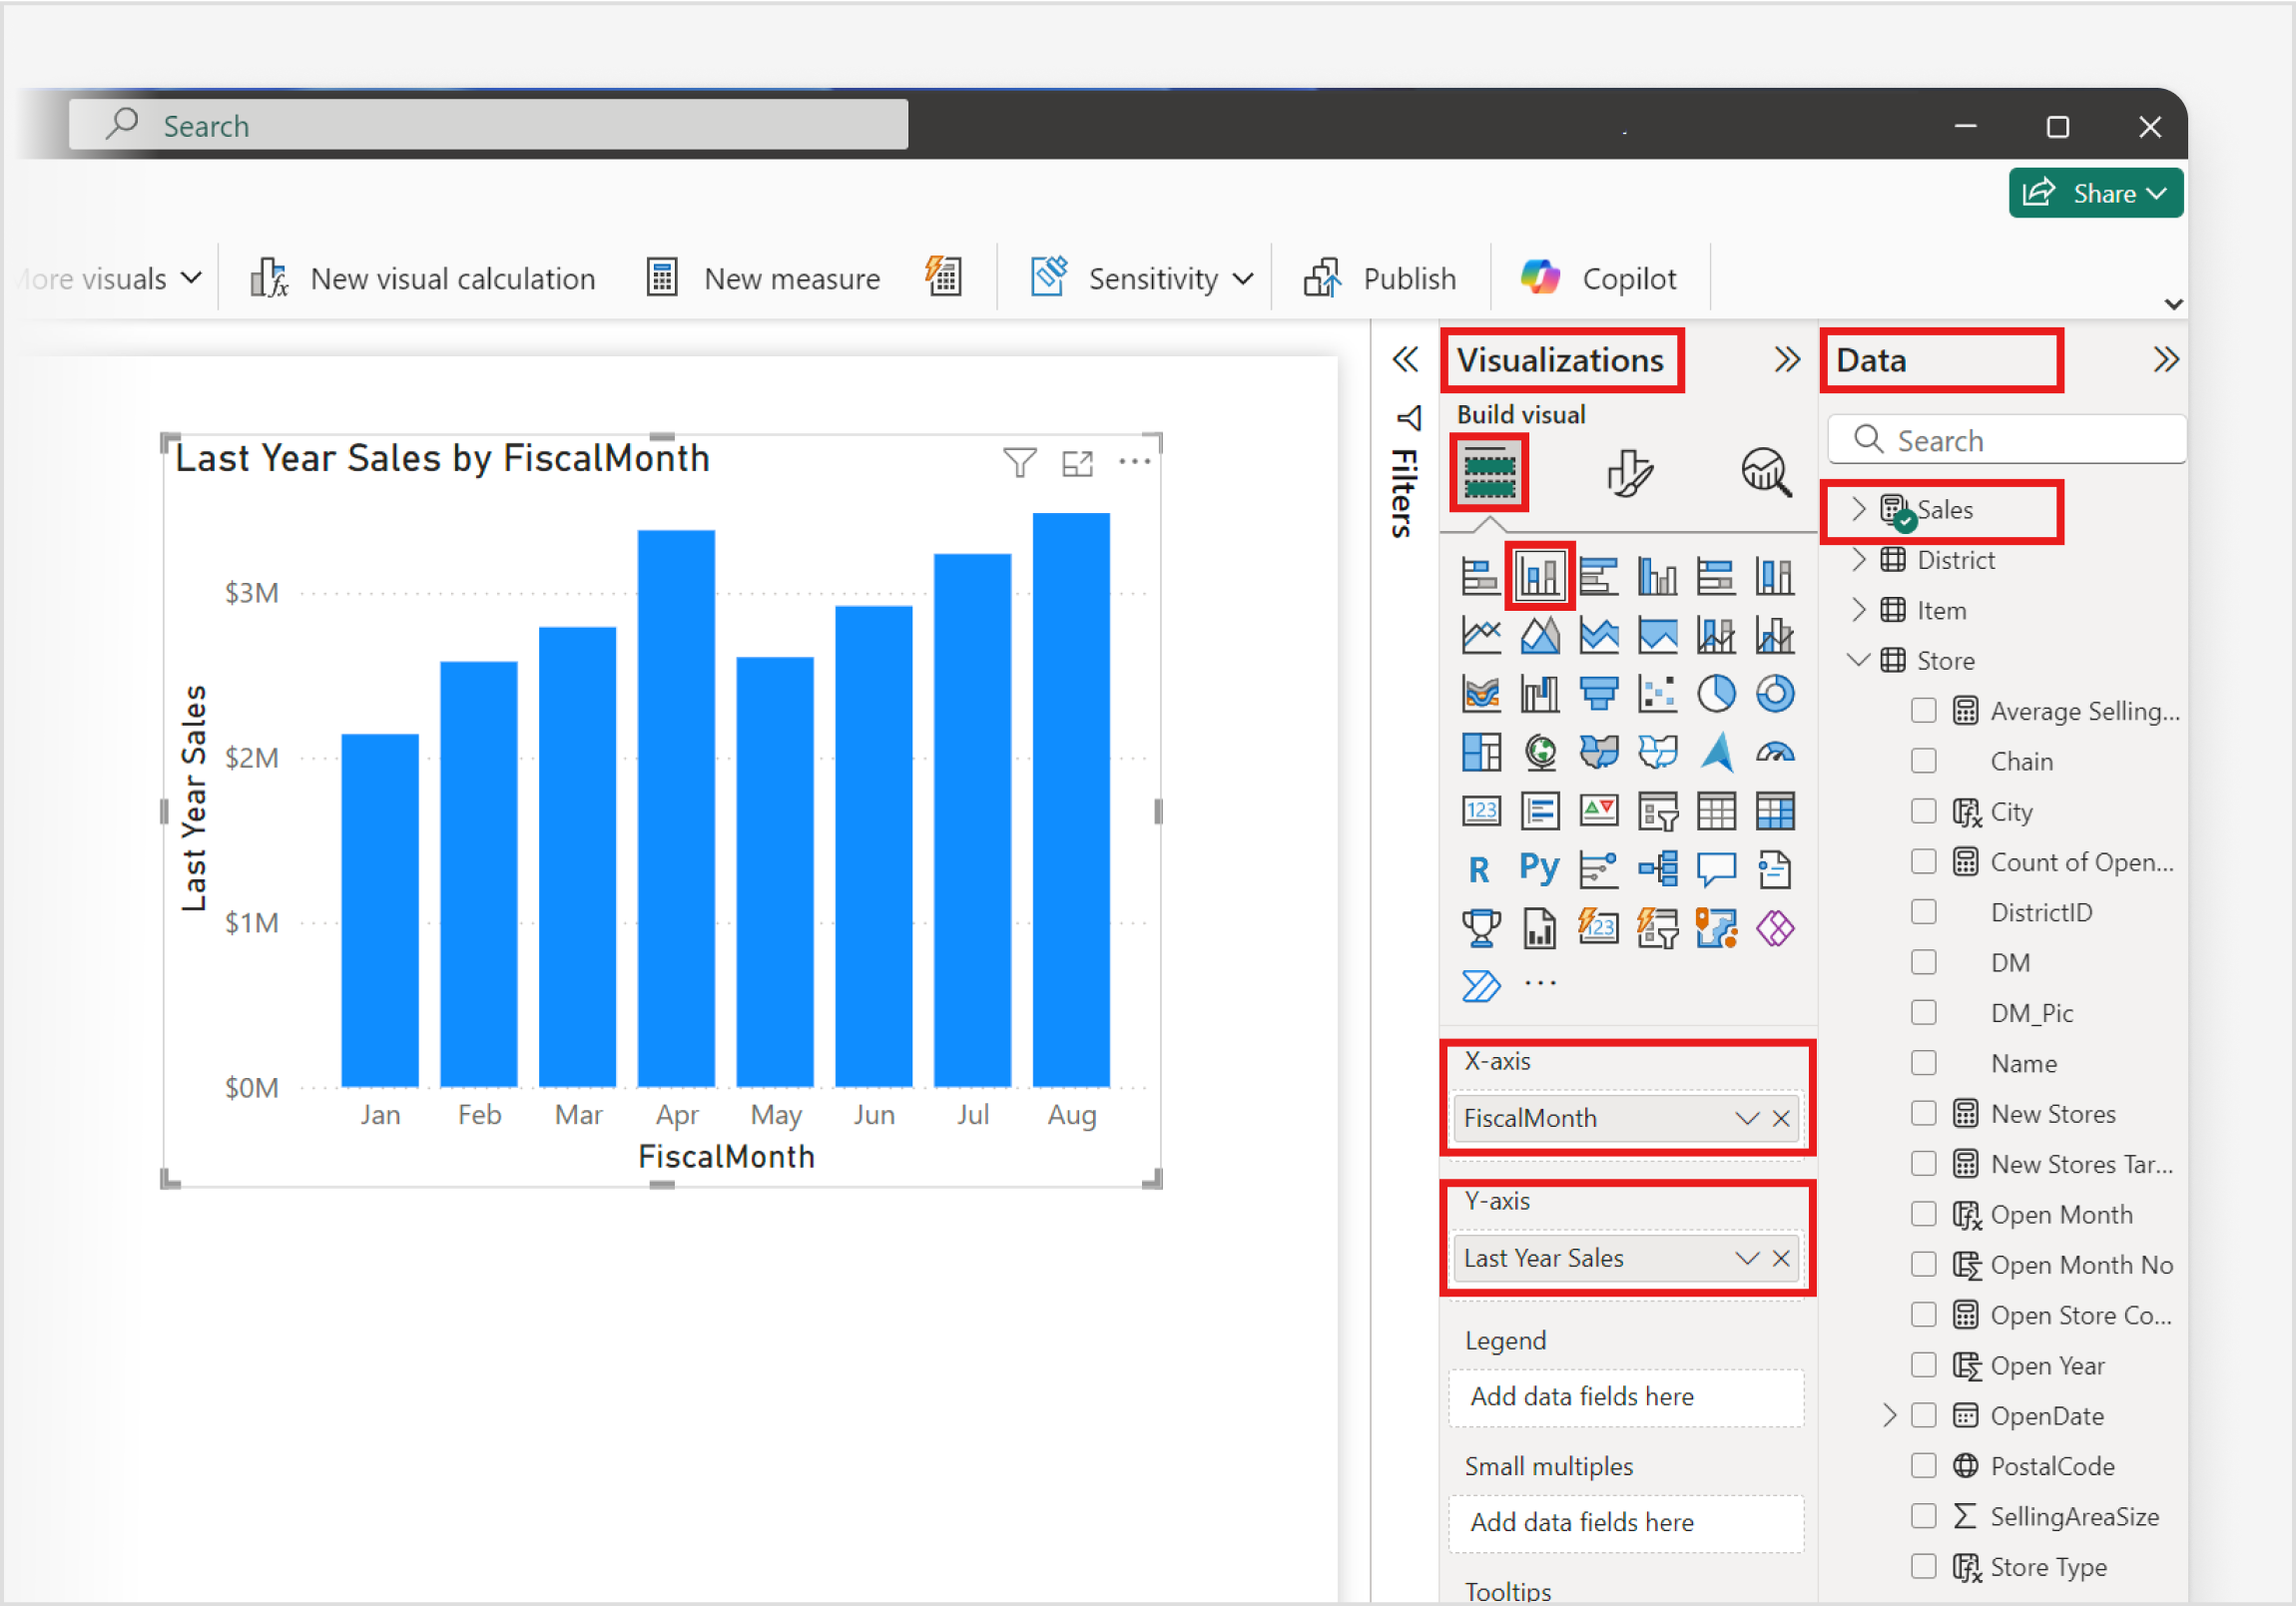 Search
Share
More visuals
New visual calculation
New measure
Sensitivity
Publish
Copilot
Last Year Sales by FiscalMonth
Last Year Sales
$3M
$2M
$1M
$0M
Jan Feb Mar Apr May Jun Jul Aug
FiscalMonth
Filters
Visualizations
Build visual
123
R
Py
123
X-axis
FiscalMonth
Y-axis
Last Year Sales
Legend
Add data fields here
Small multiples
Add data fields here
Tooltips
Data
Search
Sales
District
Item
Store
Average Selling...
Chain
City
Count of Open...
DistrictID
DM
DM_Pic
Name
New Stores
New Stores Tar...
Open Month
Open Month No
Open Store Co...
Open Year
OpenDate
PostalCode
SellingAreaSize
Store Type